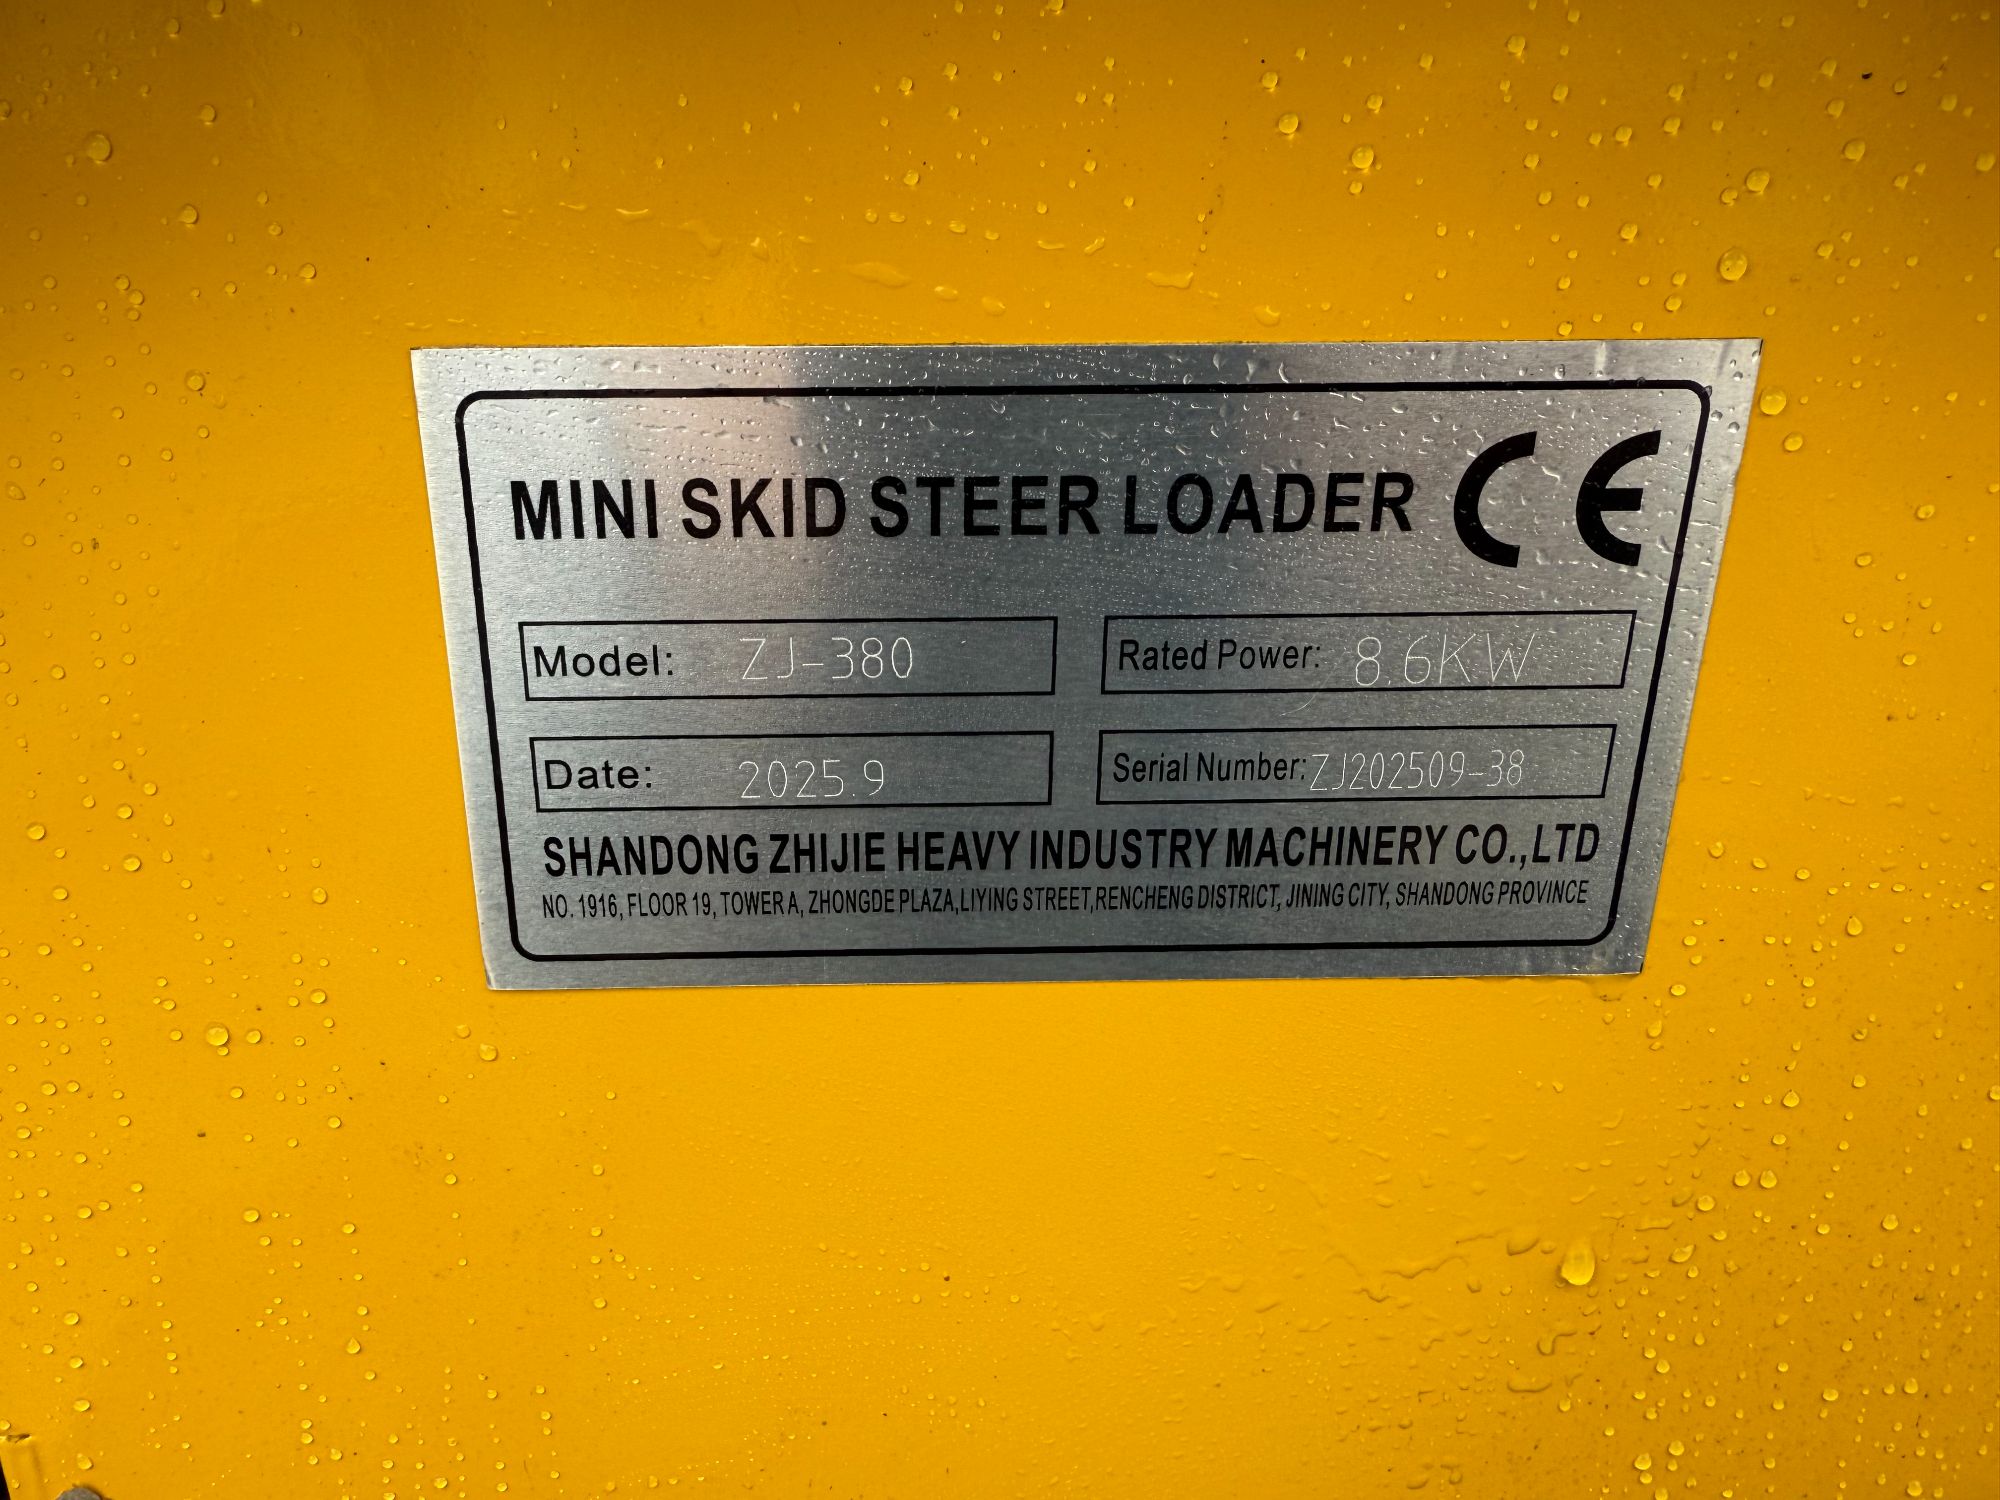 MINI SKID STEER LOADER CE
Model: ZJ-380
Rated Power: 8.6KW
Date: 2025.9
Serial Number: ZJ202509-38
SHANDONG ZHIJIE HEAVY INDUSTRY MACHINERY CO.,LTD
NO. 1916, FLOOR 19, TOWER A, ZHONGDE PLAZA,LIYING STREET,RENCHENG DISTRICT, JINING CITY, SHANDONG PROVINCE